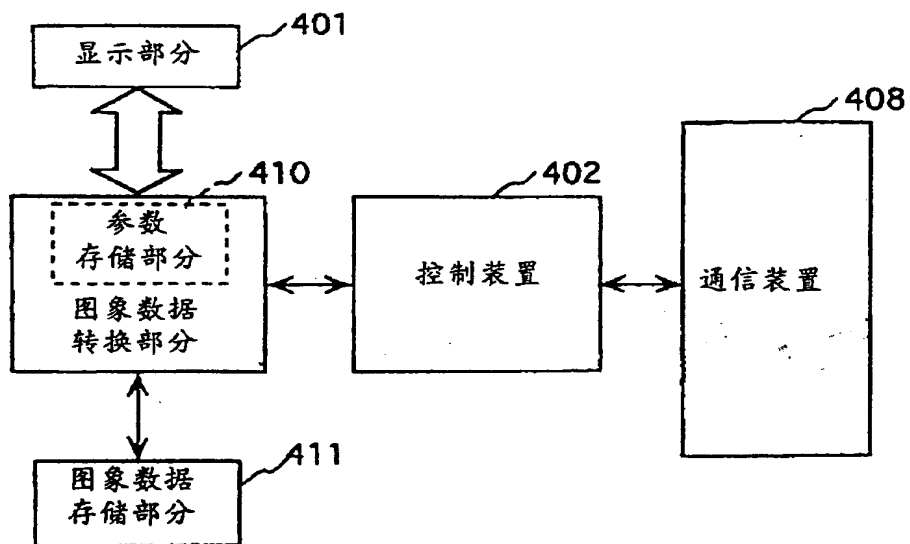 401
显示部分
408
410
402
参数
存储部分
控制装置
通信装置
图象数据
转换部分
411
图象数据
存储部分